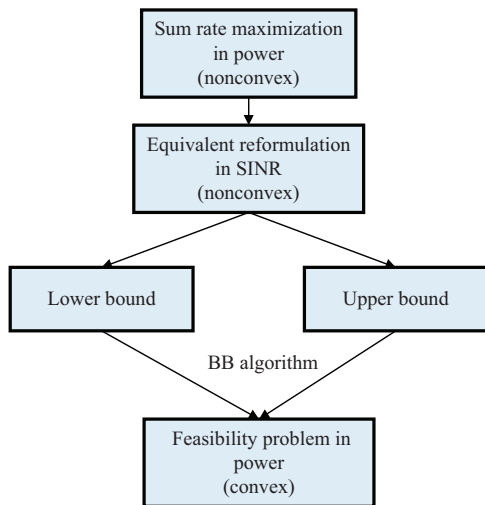 Sum rate maximization
in power
(nonconvex)
Equivalent reformulation
in SINR
(nonconvex)
Lower bound
Upper bound
BB algorithm
Feasibility problem in
power
(convex)